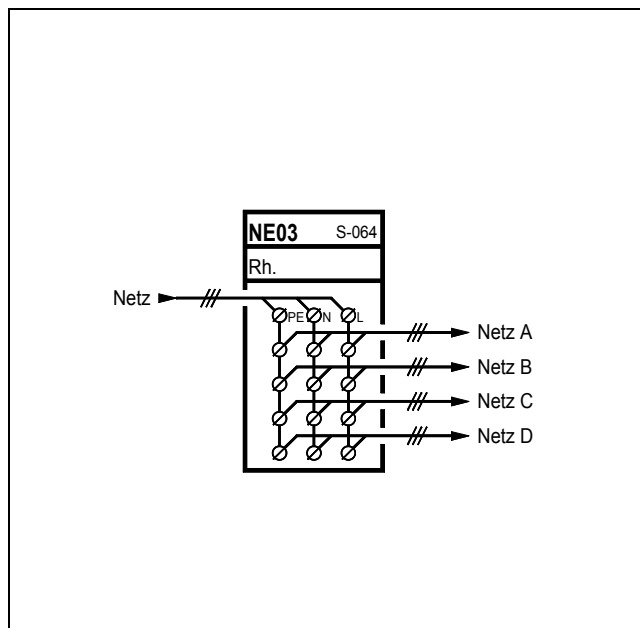 NE03 S-064
Rh.
Netz
PE N L
Netz A
Netz B
Netz C
Netz D